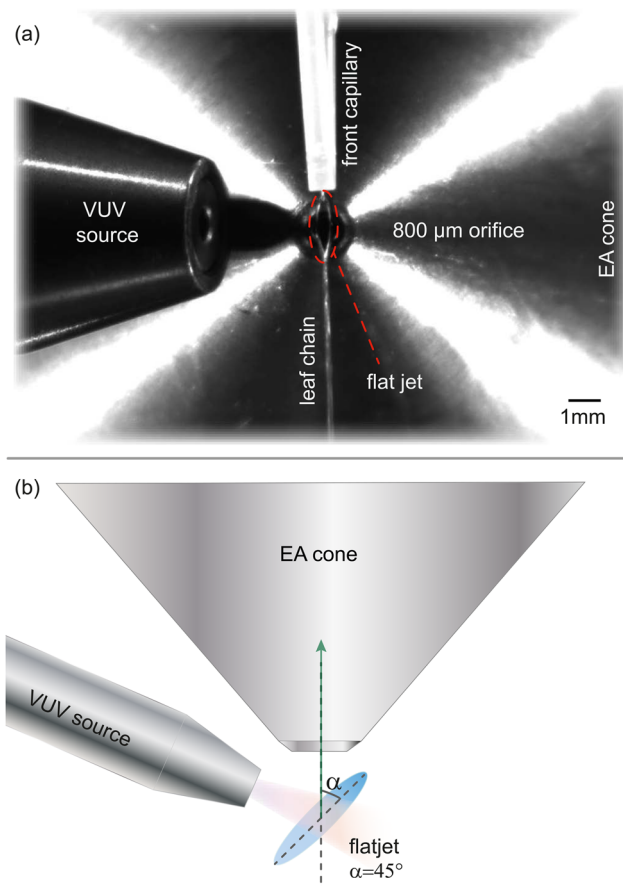 (a)
front capillary
VUV
source
800 μm orifice
EA cone
leaf chain
flat jet
1mm
(b)
EA cone
VUV source
α
flatjet
α=45°